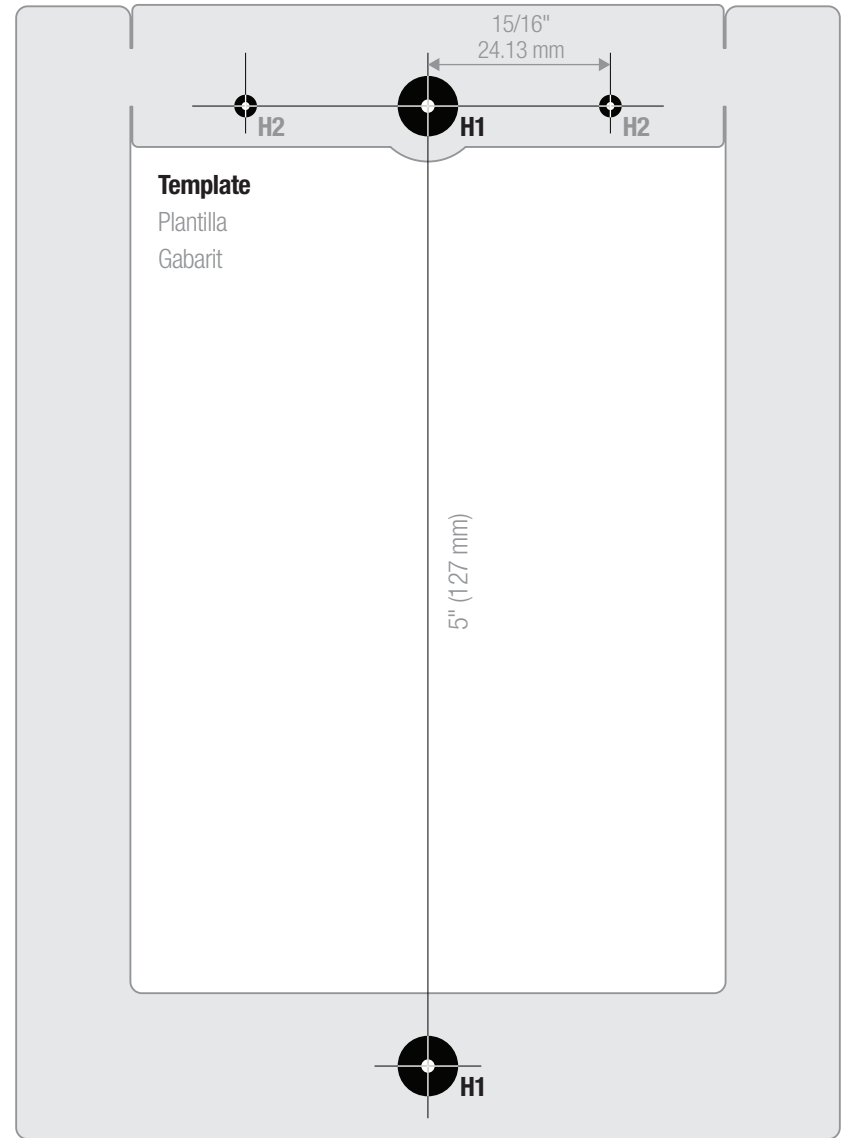 15/16"
24.13 mm
H2
H1
H2
Template
Plantilla
Gabarit
5" (127 mm)
H1